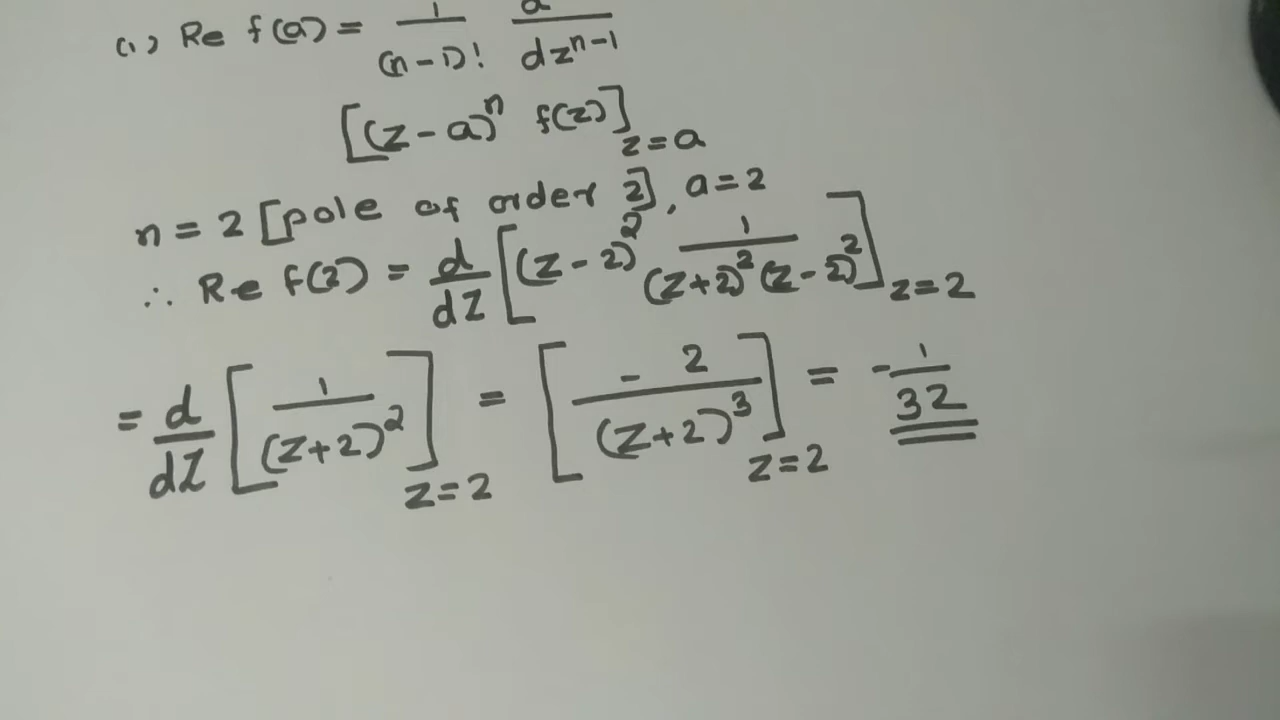 (1) Re f(a) = 1/(n-1)! d/dz^(n-1)
[(z-a)^n f(z)]_(z=a)
n = 2 [pole of order 2], a=2
∴ Re f(2) = d/dz [(z-2)^2 1/((z+2)^2 (z-2)^2)]_(z=2)
= d/dz [1/(z+2)^2]_(z=2) = [-2/(z+2)^3]_(z=2) = -1/32